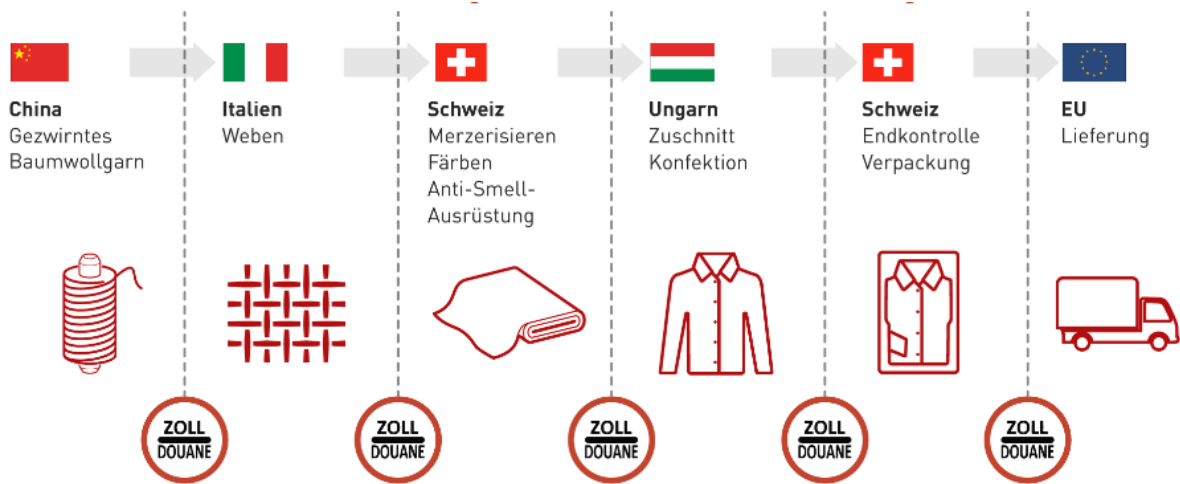 China
Gezwirntes
Baumwollgarn
Italien
Weben
Schweiz
Merzerisieren
Färben
Anti-Smell-
Ausrüstung
Ungarn
Zuschnitt
Konfektion
Schweiz
Endkontrolle
Verpackung
EU
Lieferung
ZOLL
DOUANE
ZOLL
DOUANE
ZOLL
DOUANE
ZOLL
DOUANE
ZOLL
DOUANE